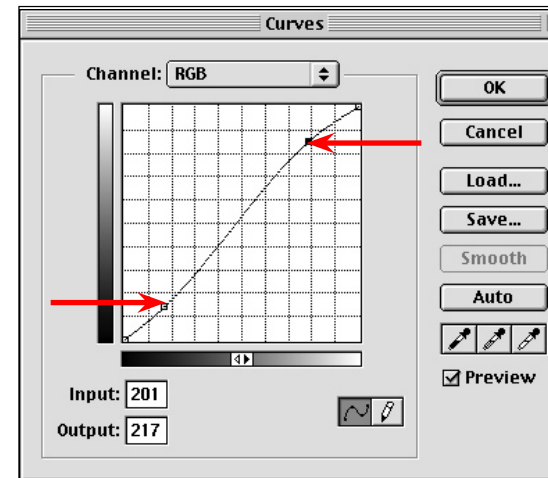 Curves
Channel: RGB
OK
Cancel
Load...
Save...
Smooth
Auto
Preview
Input: 201
Output: 217